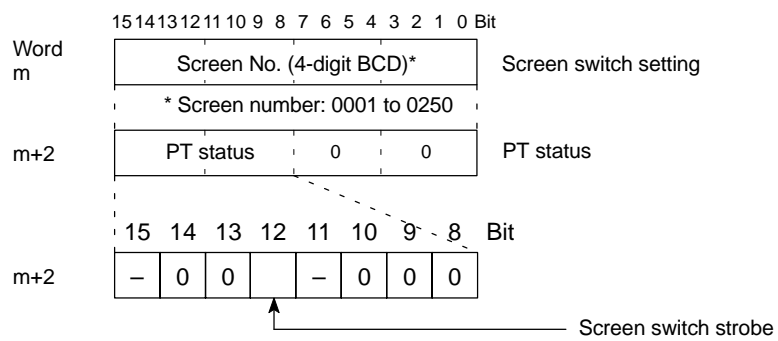 15 14 13 12 11 10 9 8 7 6 5 4 3 2 1 0 Bit
Word
m
Screen No. (4-digit BCD)*
Screen switch setting
* Screen number: 0001 to 0250
m+2
PT status
0
0
PT status
15 14 13 12 11 10 9 8 Bit
m+2
– 0 0 – 0 0 0
Screen switch strobe